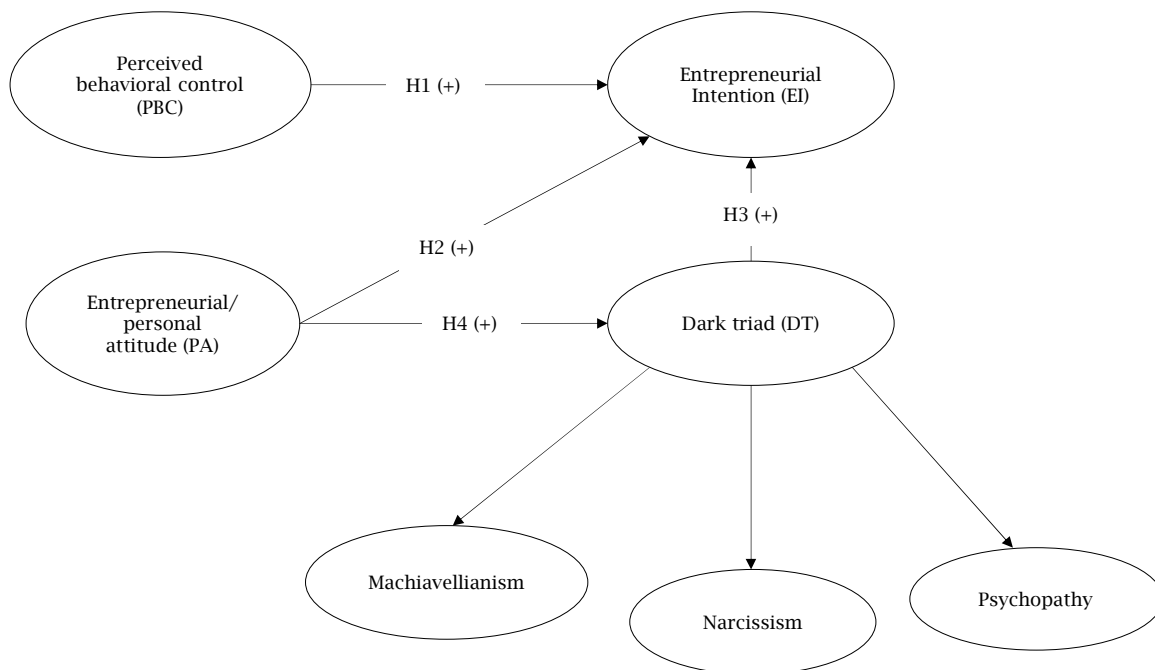 Perceived
behavioral control
(PBC)
H1 (+)
Entrepreneurial
Intention (EI)
H3 (+)
H2 (+)
Entrepreneurial/
personal
attitude (PA)
H4 (+)
Dark triad (DT)
Machiavellianism
Narcissism
Psychopathy